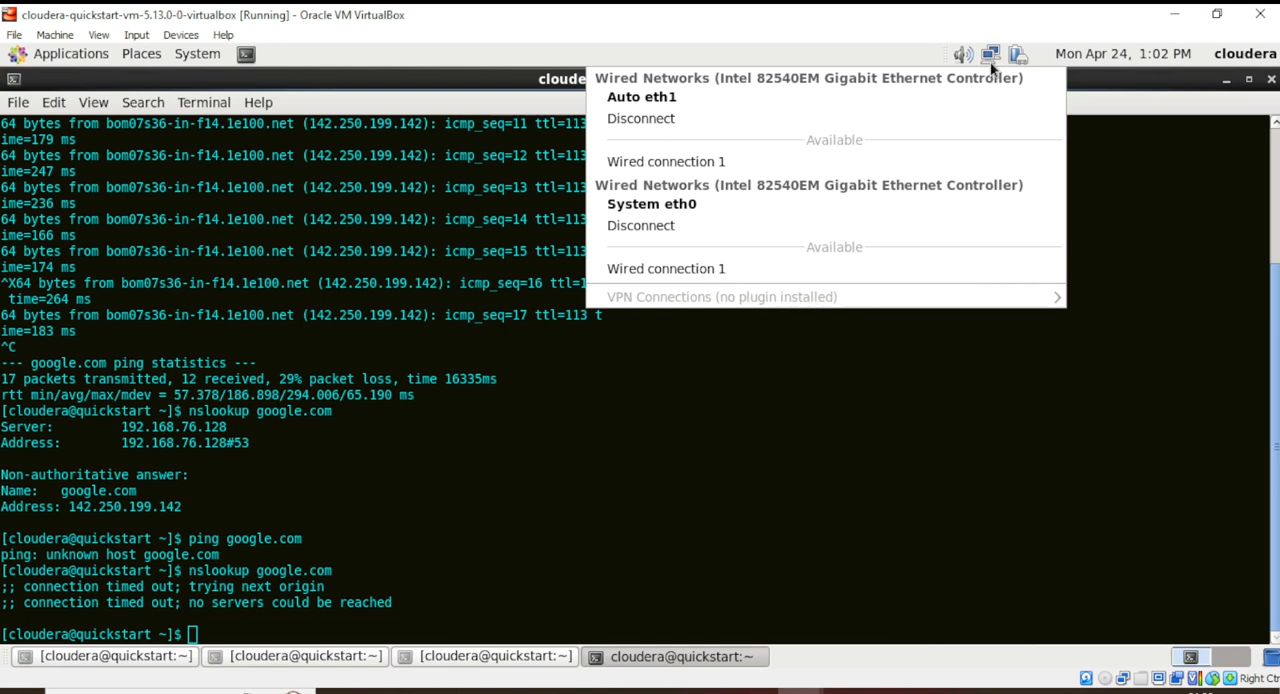 cloudera-quickstart-vm-5.13.0-0-virtualbox [Running] - Oracle VM VirtualBox
File Machine View Input Devices Help
Applications Places System Mon Apr 24, 1:02 PM cloudera
cloude
File Edit View Search Terminal Help
Wired Networks (Intel 82540EM Gigabit Ethernet Controller)
Auto eth1
Disconnect
Available
Wired connection 1
Wired Networks (Intel 82540EM Gigabit Ethernet Controller)
System eth0
Disconnect
Available
Wired connection 1
VPN Connections (no plugin installed)
64 bytes from bom07s36-in-f14.1e100.net (142.250.199.142): icmp_seq=11 ttl=113
ime=179 ms
64 bytes from bom07s36-in-f14.1e100.net (142.250.199.142): icmp_seq=12 ttl=113
ime=247 ms
64 bytes from bom07s36-in-f14.1e100.net (142.250.199.142): icmp_seq=13 ttl=113
ime=236 ms
64 bytes from bom07s36-in-f14.1e100.net (142.250.199.142): icmp_seq=14 ttl=113
ime=166 ms
64 bytes from bom07s36-in-f14.1e100.net (142.250.199.142): icmp_seq=15 ttl=113
ime=174 ms
^X64 bytes from bom07s36-in-f14.1e100.net (142.250.199.142): icmp_seq=16 ttl=1
time=264 ms
64 bytes from bom07s36-in-f14.1e100.net (142.250.199.142): icmp_seq=17 ttl=113 t
ime=183 ms
^C
--- google.com ping statistics ---
17 packets transmitted, 12 received, 29% packet loss, time 16335ms
rtt min/avg/max/mdev = 57.378/186.898/294.006/65.190 ms
[cloudera@quickstart ~]$ nslookup google.com
Server: 192.168.76.128
Address: 192.168.76.128#53
Non-authoritative answer:
Name: google.com
Address: 142.250.199.142
[cloudera@quickstart ~]$ ping google.com
ping: unknown host google.com
[cloudera@quickstart ~]$ nslookup google.com
;; connection timed out; trying next origin
;; connection timed out; no servers could be reached
[cloudera@quickstart ~]$
[cloudera@quickstart:~] [cloudera@quickstart:~] [cloudera@quickstart:~] cloudera@quickstart:~
Right Ctr